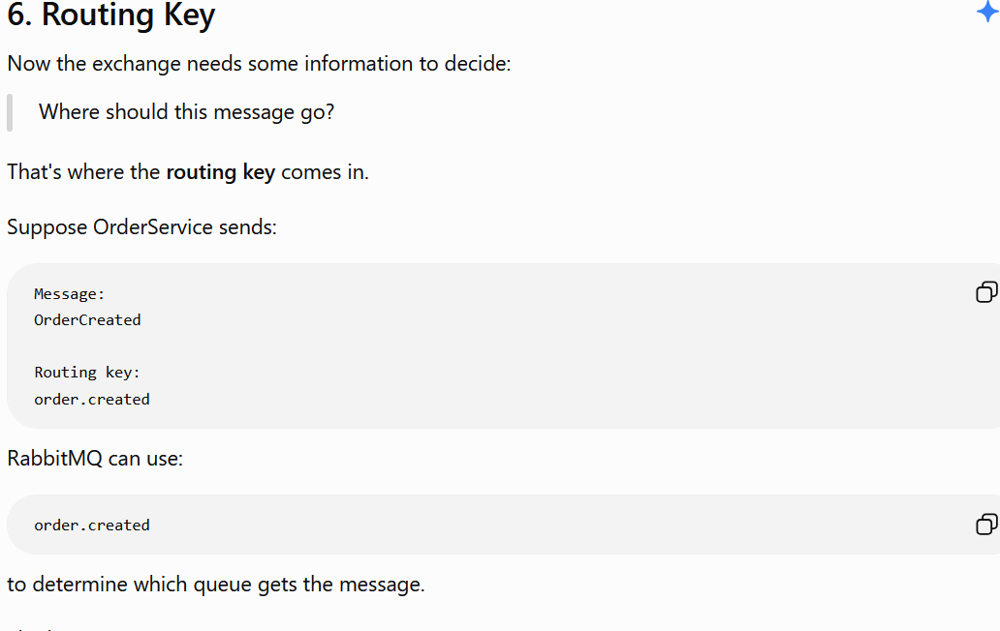 6. Routing Key
Now the exchange needs some information to decide:
Where should this message go?
That's where the routing key comes in.
Suppose OrderService sends:
Message:
OrderCreated
Routing key:
order.created
RabbitMQ can use:
order.created
to determine which queue gets the message.